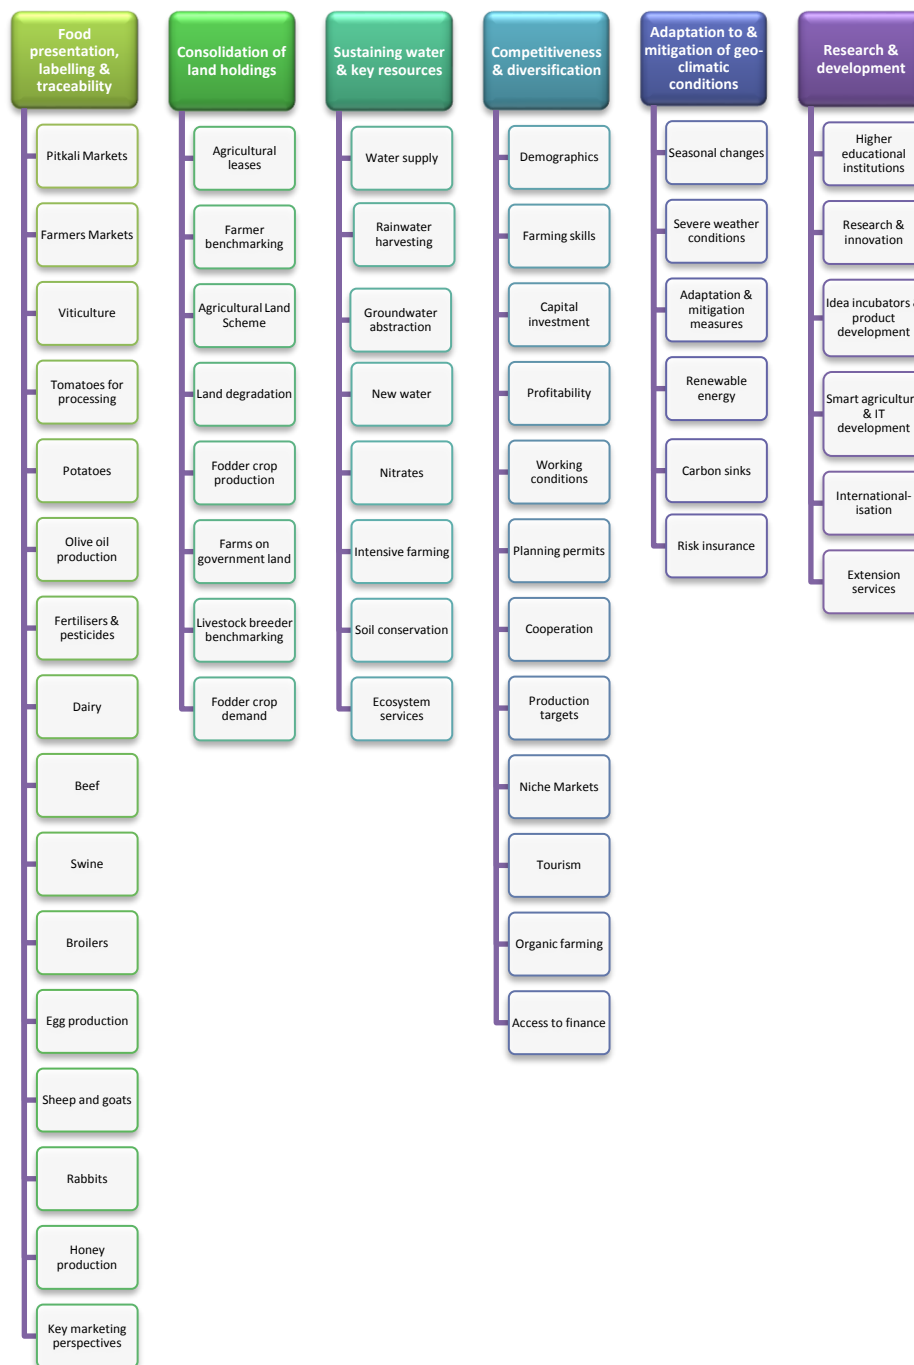 Food
presentation,
labelling &
traceability
Pitkali Markets
Farmers Markets
Viticulture
Tomatoes for
processing
Potatoes
Olive oil
production
Fertilisers &
pesticides
Dairy
Beef
Swine
Broilers
Egg production
Sheep and goats
Rabbits
Honey
production
Key marketing
perspectives
Consolidation of
land holdings
Agricultural
leases
Farmer
benchmarking
Agricultural Land
Scheme
Land degradation
Fodder crop
production
Farms on
government land
Livestock breeder
benchmarking
Fodder crop
demand
Sustaining water
& key resources
Water supply
Rainwater
harvesting
Groundwater
abstraction
New water
Nitrates
Intensive farming
Soil conservation
Ecosystem
services
Competitiveness
& diversification
Demographics
Farming skills
Capital
investment
Profitability
Working
conditions
Planning permits
Cooperation
Production
targets
Niche Markets
Tourism
Organic farming
Access to finance
Adaptation to &
mitigation of geo-
climatic
conditions
Seasonal changes
Severe weather
conditions
Adaptation &
mitigation
measures
Renewable
energy
Carbon sinks
Risk insurance
Research &
development
Higher
educational
institutions
Research &
innovation
Idea incubators &
product
development
Smart agricultur
& IT
development
International-
isation
Extension
services